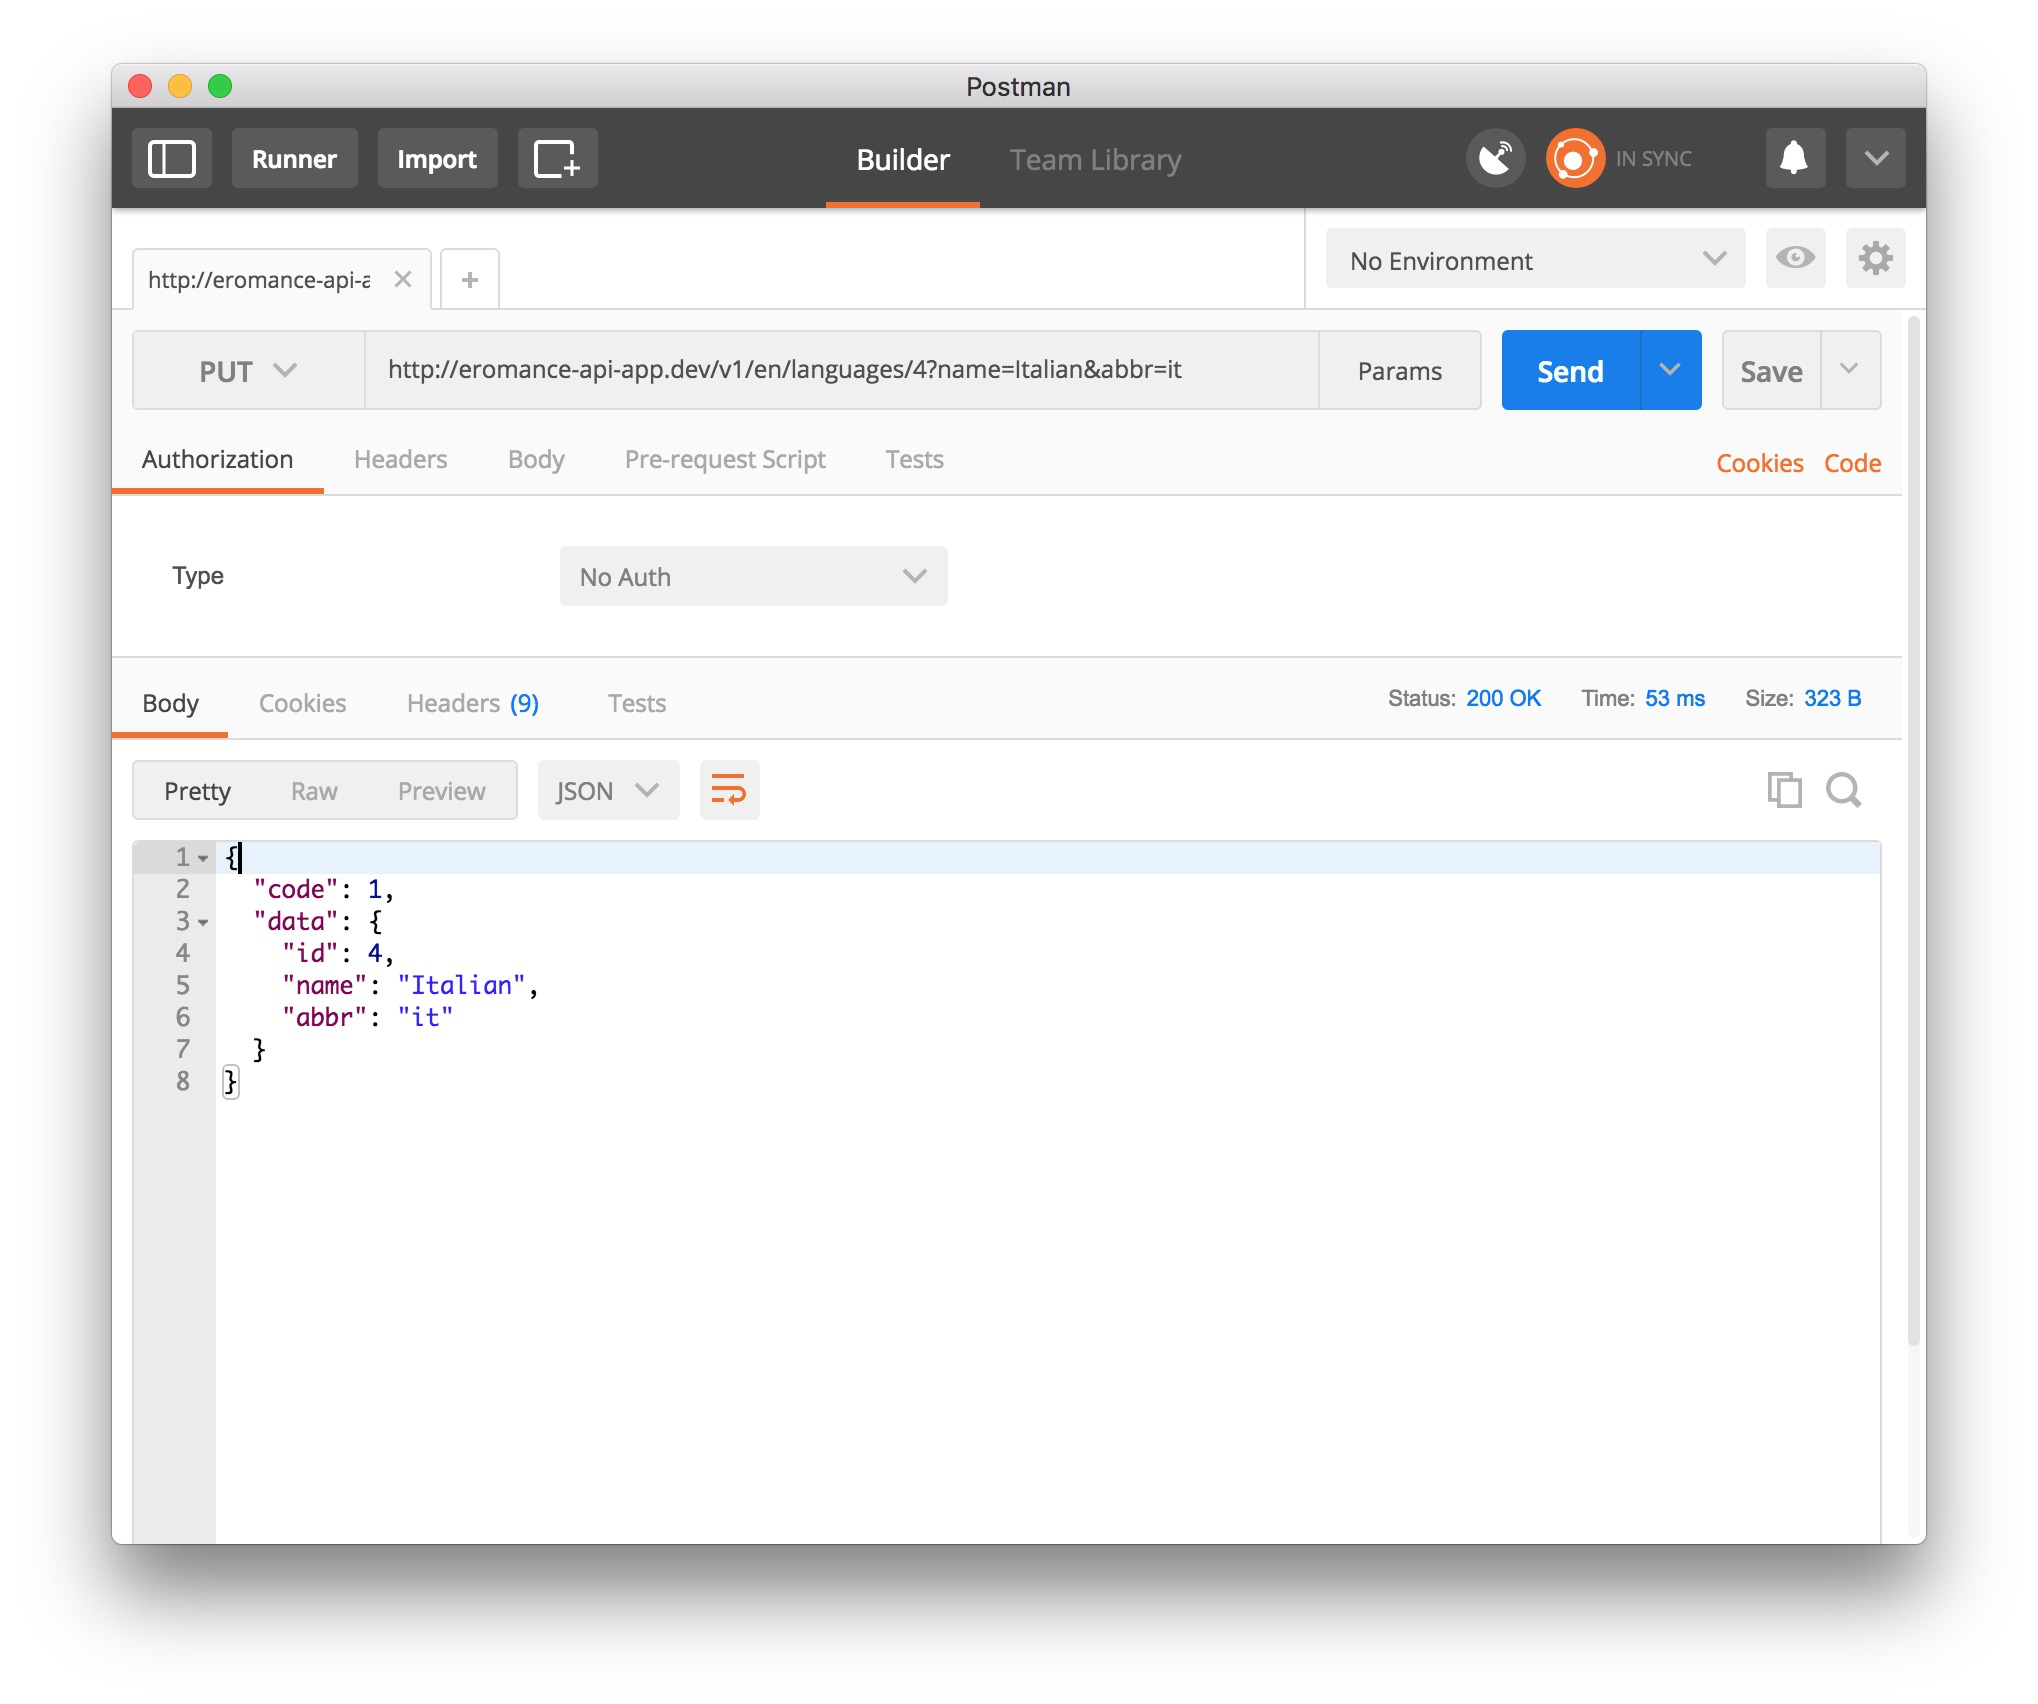 Postman
Runner Import Builder Team Library IN SYNC
http://eromance-api-a No Environment
PUT http://eromance-api-app.dev/v1/en/languages/4?name=Italian&abbr=it Params Send Save
Authorization Headers Body Pre-request Script Tests Cookies Code
Type No Auth
Body Cookies Headers (9) Tests Status: 200 OK Time: 53 ms Size: 323 B
Pretty Raw Preview JSON
1 {
2 "code": 1,
3 "data": {
4 "id": 4,
5 "name": "Italian",
6 "abbr": "it"
7 }
8 }